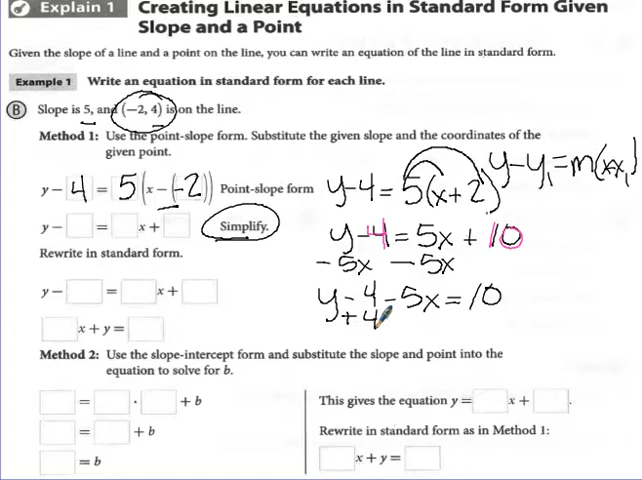 Explain 1 Creating Linear Equations in Standard Form Given
Slope and a Point
Given the slope of a line and a point on the line, you can write an equation of the line in standard form.
Example 1 Write an equation in standard form for each line.
B Slope is 5, and (−2, 4) is on the line.
Method 1: Use the point-slope form. Substitute the given slope and the coordinates of the
given point.
y − y₁ = m(x x₁)
y − 4 = 5(x − (−2)) Point-slope form
y − 4 = 5(x + 2)
y − = x + Simplify.
y − 4 = 5x + 10
− 5x − 5x
Rewrite in standard form.
y − = x +
y − 4 − 5x = 10
+ 4
x + y =
Method 2: Use the slope-intercept form and substitute the slope and point into the
equation to solve for b.
= · + b
= + b
= b
This gives the equation y = x + .
Rewrite in standard form as in Method 1:
x + y =